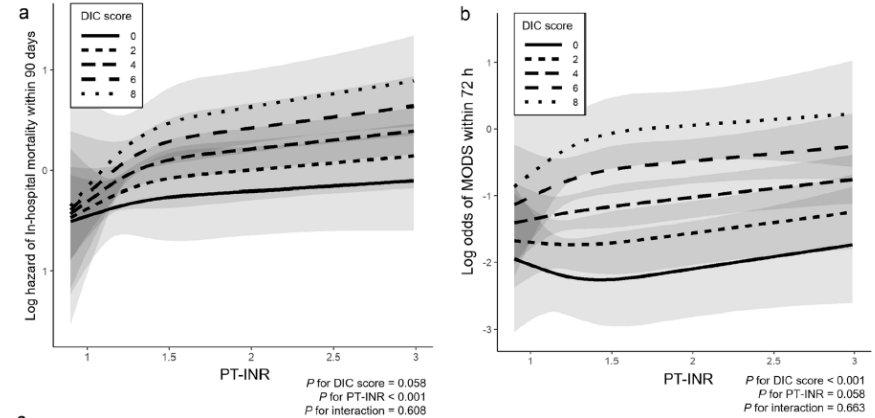 a
DIC score
0
2
4
6
8
Log hazard of In-hospital mortality within 90 days
1
0
1
1
1.5
2
2.5
3
PT-INR
P for DIC score = 0.058
P for PT-INR < 0.001
P for interaction = 0.608
b
DIC score
0
2
4
6
8
Log odds of MODS within 72 h
1
0
-1
-2
-3
1
1.5
2
2.5
3
PT-INR
P for DIC score < 0.001
P for PT-INR = 0.058
P for interaction = 0.663